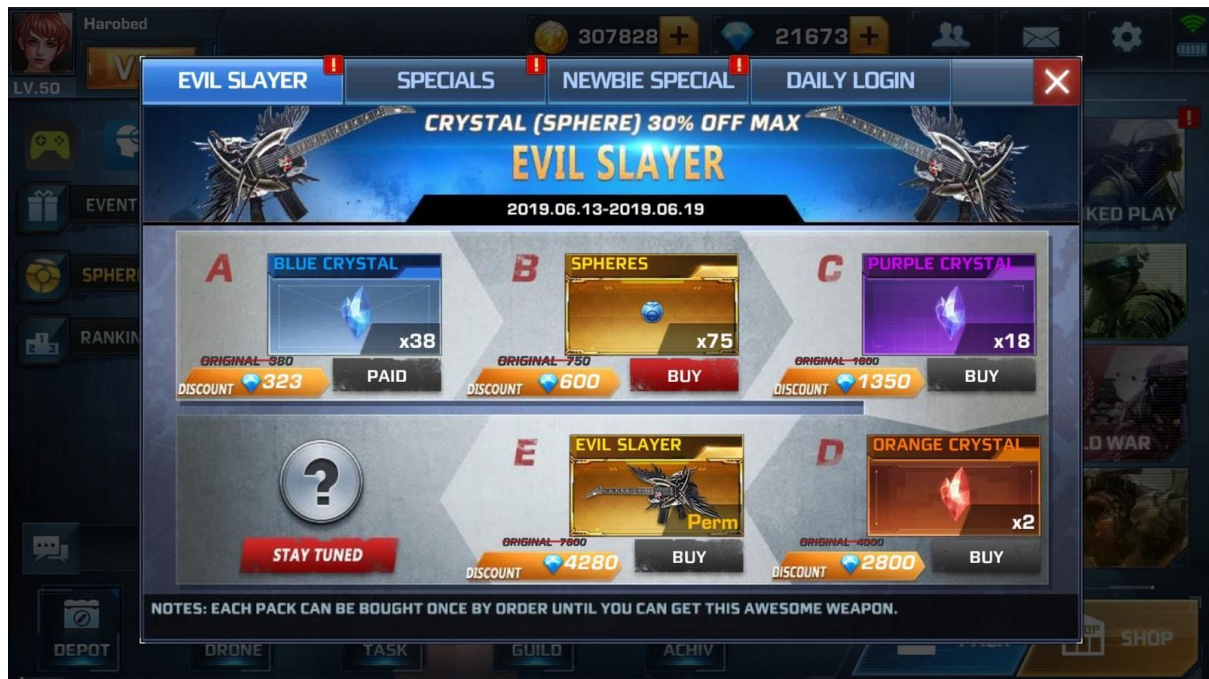 Harobed
307828
21673
LV.50
EVIL SLAYER
SPECIALS
NEWBIE SPECIAL
DAILY LOGIN
CRYSTAL (SPHERE) 30% OFF MAX
EVIL SLAYER
2019.06.13-2019.06.19
EVENT
RANKIN
KED PLAY
D WAR
A
BLUE CRYSTAL
x38
ORIGINAL 380
DISCOUNT 323
PAID
B
SPHERES
x75
ORIGINAL 750
DISCOUNT 600
BUY
C
PURPLE CRYSTAL
x18
ORIGINAL 1800
DISCOUNT 1350
BUY
?
STAY TUNED
E
EVIL SLAYER
Perm
ORIGINAL 7600
DISCOUNT 4280
BUY
D
ORANGE CRYSTAL
x2
ORIGINAL 4000
DISCOUNT 2800
BUY
NOTES: EACH PACK CAN BE BOUGHT ONCE BY ORDER UNTIL YOU CAN GET THIS AWESOME WEAPON.
DEPOT
DRONE
TASK
GUILD
ACHIV
SHOP